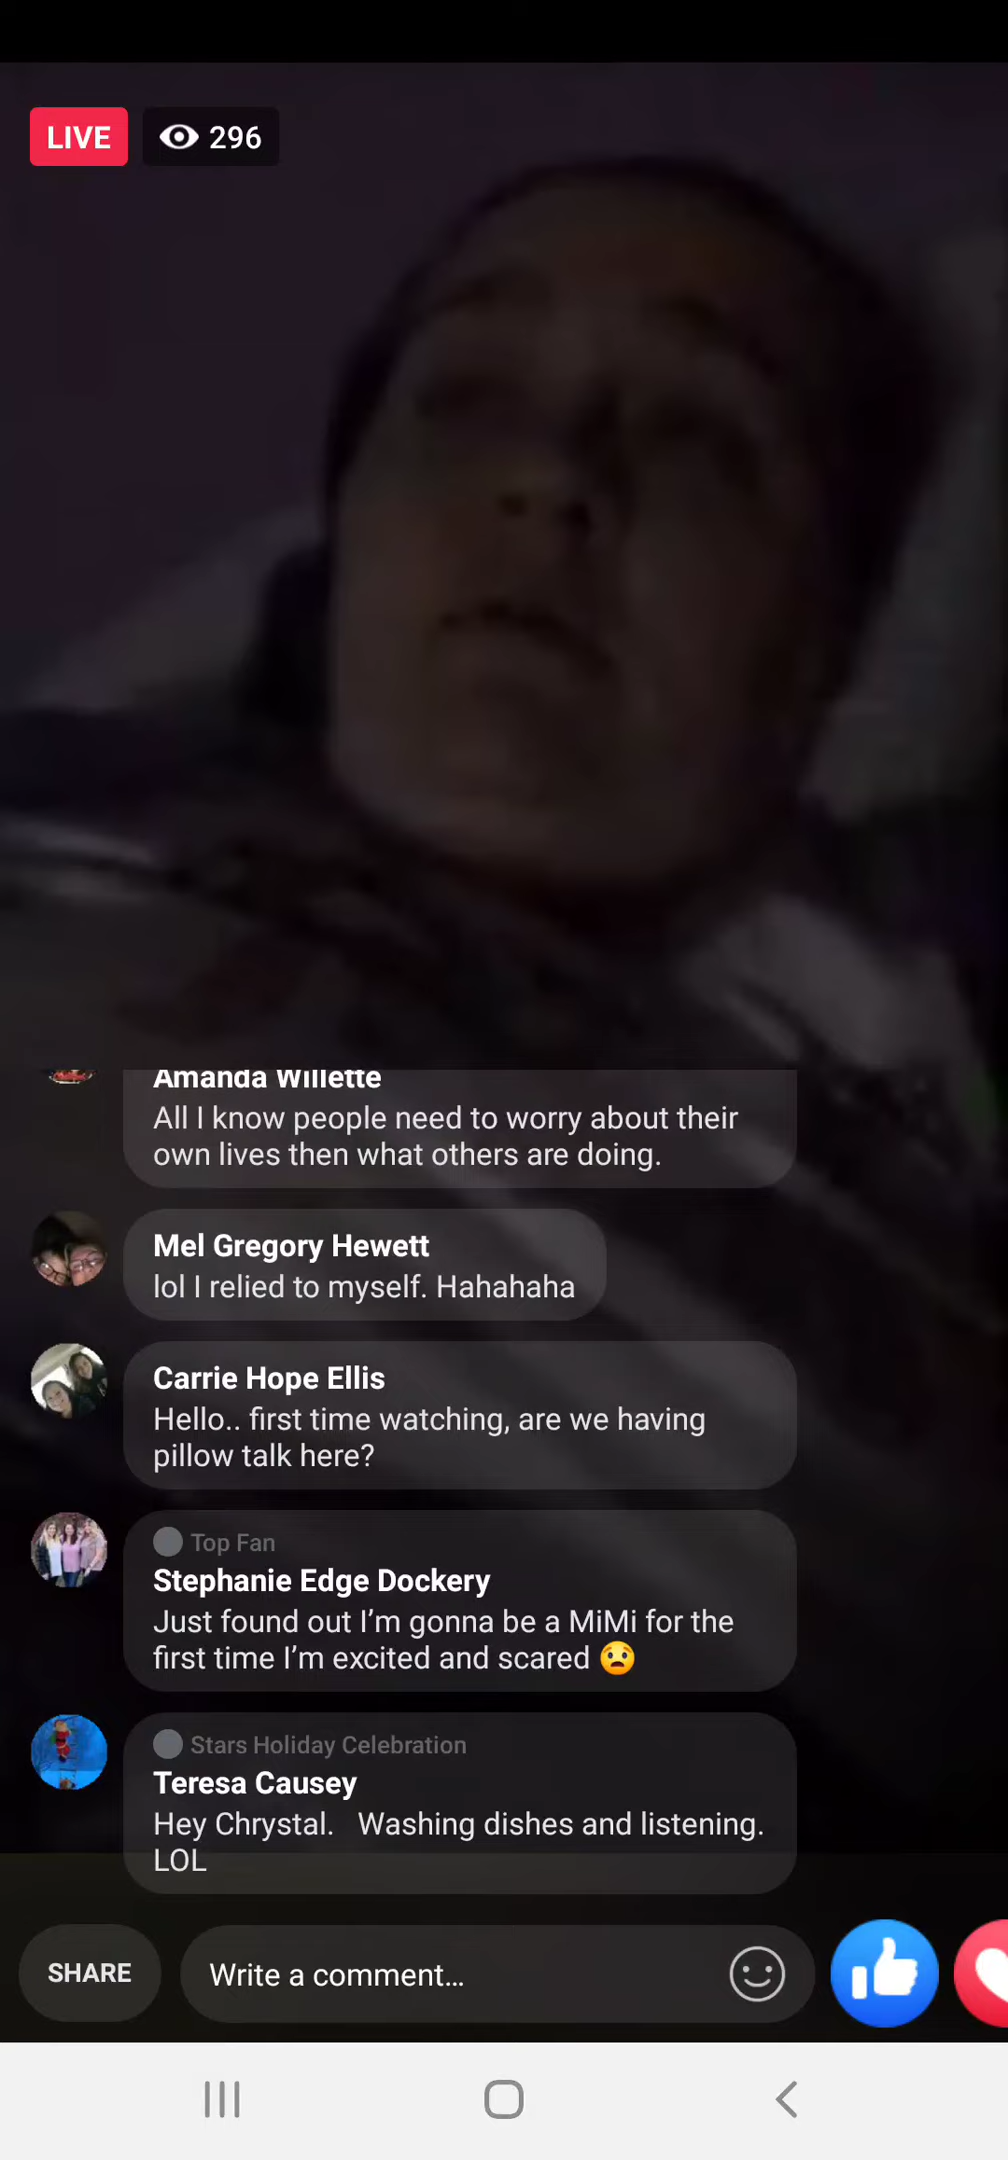 LIVE 296
Amanda Willette
All I know people need to worry about their
own lives then what others are doing.
Mel Gregory Hewett
lol I relied to myself. Hahahaha
Carrie Hope Ellis
Hello.. first time watching, are we having
pillow talk here?
Top Fan
Stephanie Edge Dockery
Just found out I’m gonna be a MiMi for the
first time I’m excited and scared 😧
Stars Holiday Celebration
Teresa Causey
Hey Chrystal.   Washing dishes and listening.
LOL
SHARE Write a comment...